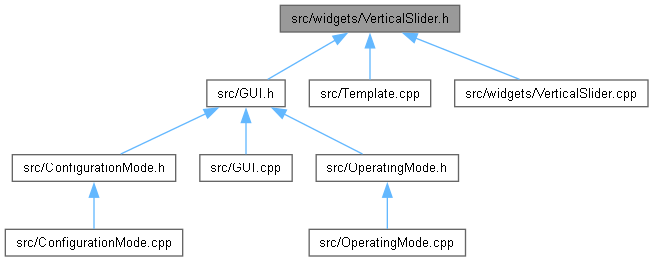 src/widgets/VerticalSlider.h
src/GUI.h
src/Template.cpp
src/widgets/VerticalSlider.cpp
src/ConfigurationMode.h
src/GUI.cpp
src/OperatingMode.h
src/ConfigurationMode.cpp
src/OperatingMode.cpp